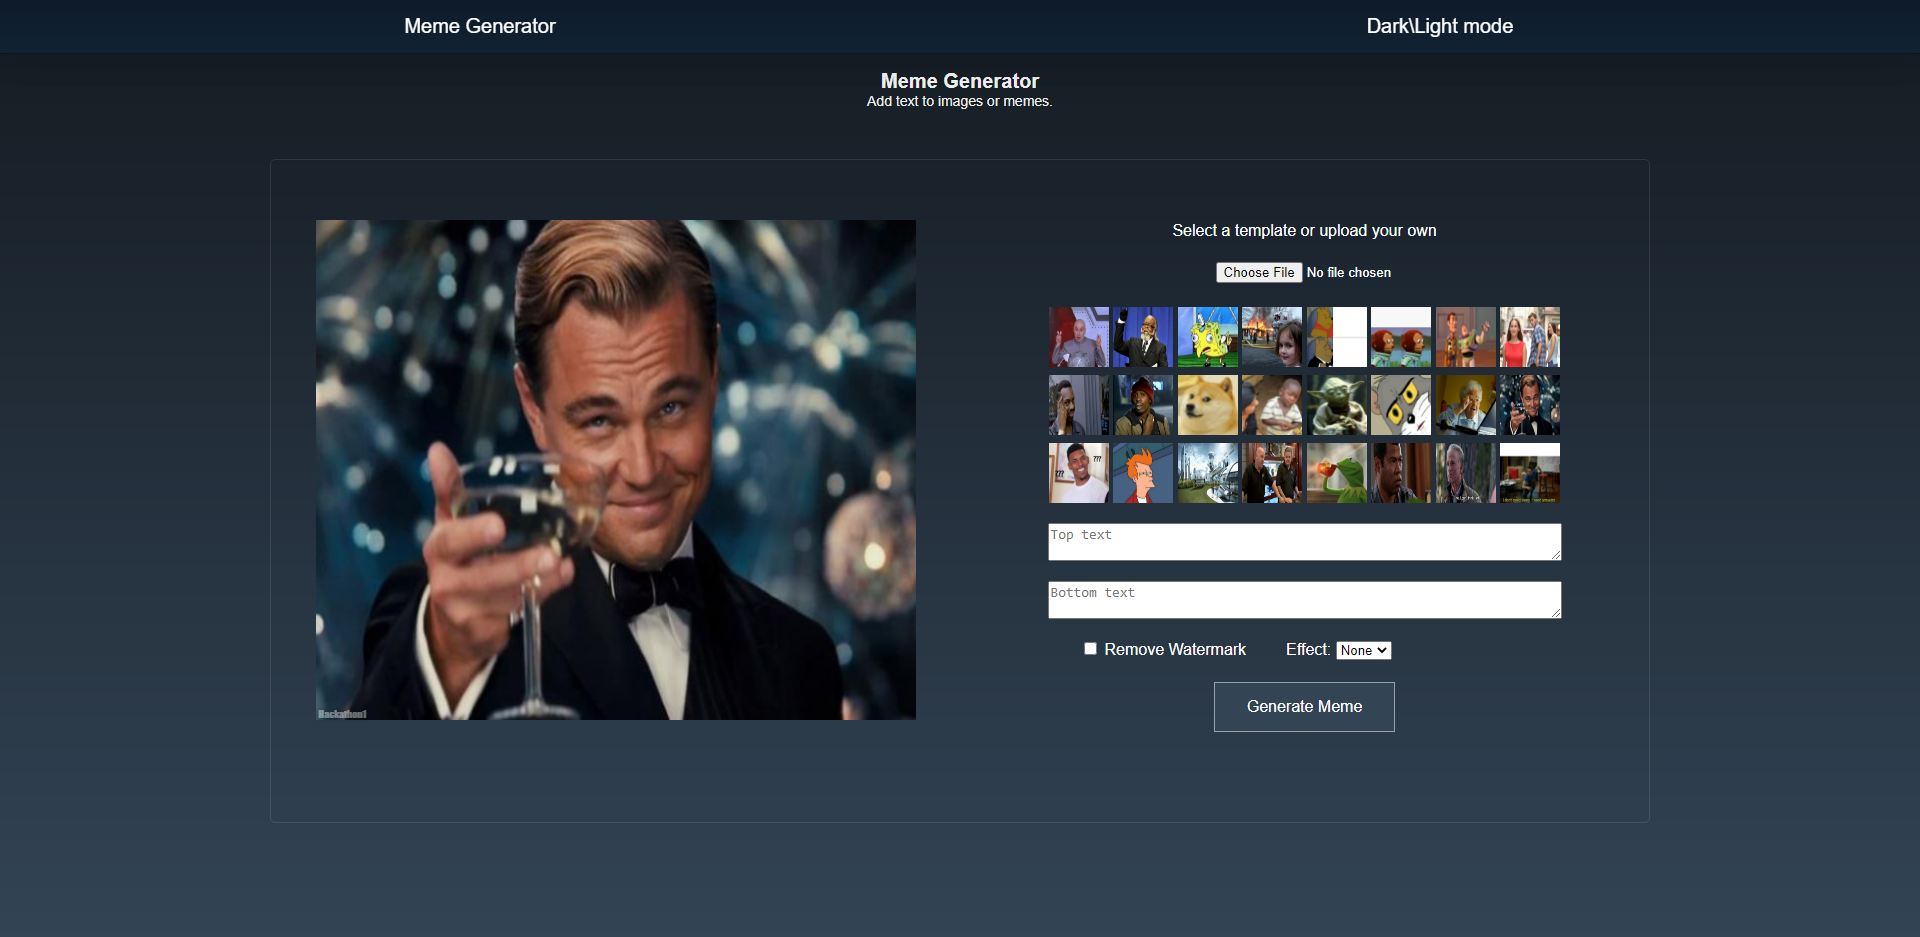 Meme Generator
Dark\Light mode
Meme Generator
Add text to images or memes.
Select a template or upload your own
Choose File No file chosen
???
???
Top text
Bottom text
Remove Watermark
Effect: None
Generate Meme
Hackathon1